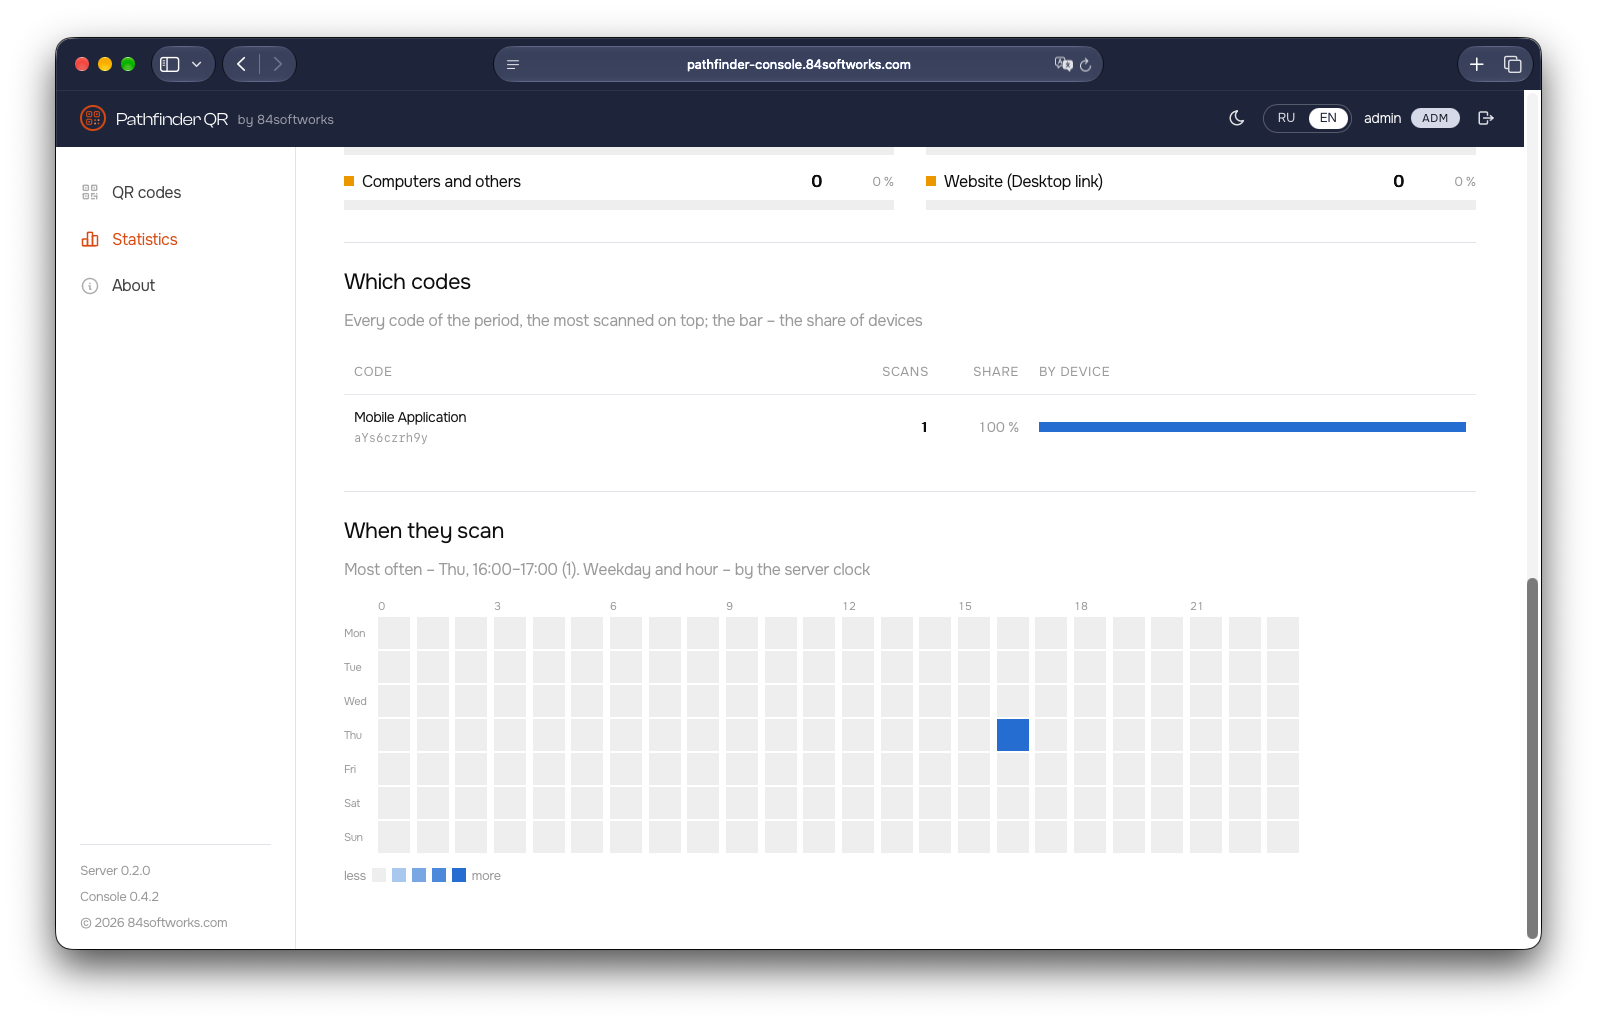 pathfinder-console.84softworks.com
Pathfinder QR by 84softworks
RU EN admin ADM
QR codes
Statistics
About
Server 0.2.0
Console 0.4.2
© 2026 84softworks.com
Computers and others 0 0 %
Website (Desktop link) 0 0 %
Which codes
Every code of the period, the most scanned on top; the bar – the share of devices
CODE SCANS SHARE BY DEVICE
Mobile Application 1 100 %
aYs6czrh9y
When they scan
Most often – Thu, 16:00–17:00 (1). Weekday and hour – by the server clock
0 3 6 9 12 15 18 21
Mon
Tue
Wed
Thu
Fri
Sat
Sun
less more